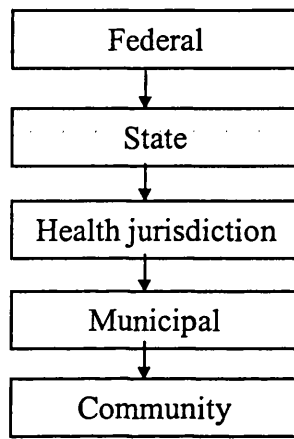 Federal
State
Health jurisdiction
Municipal
Community